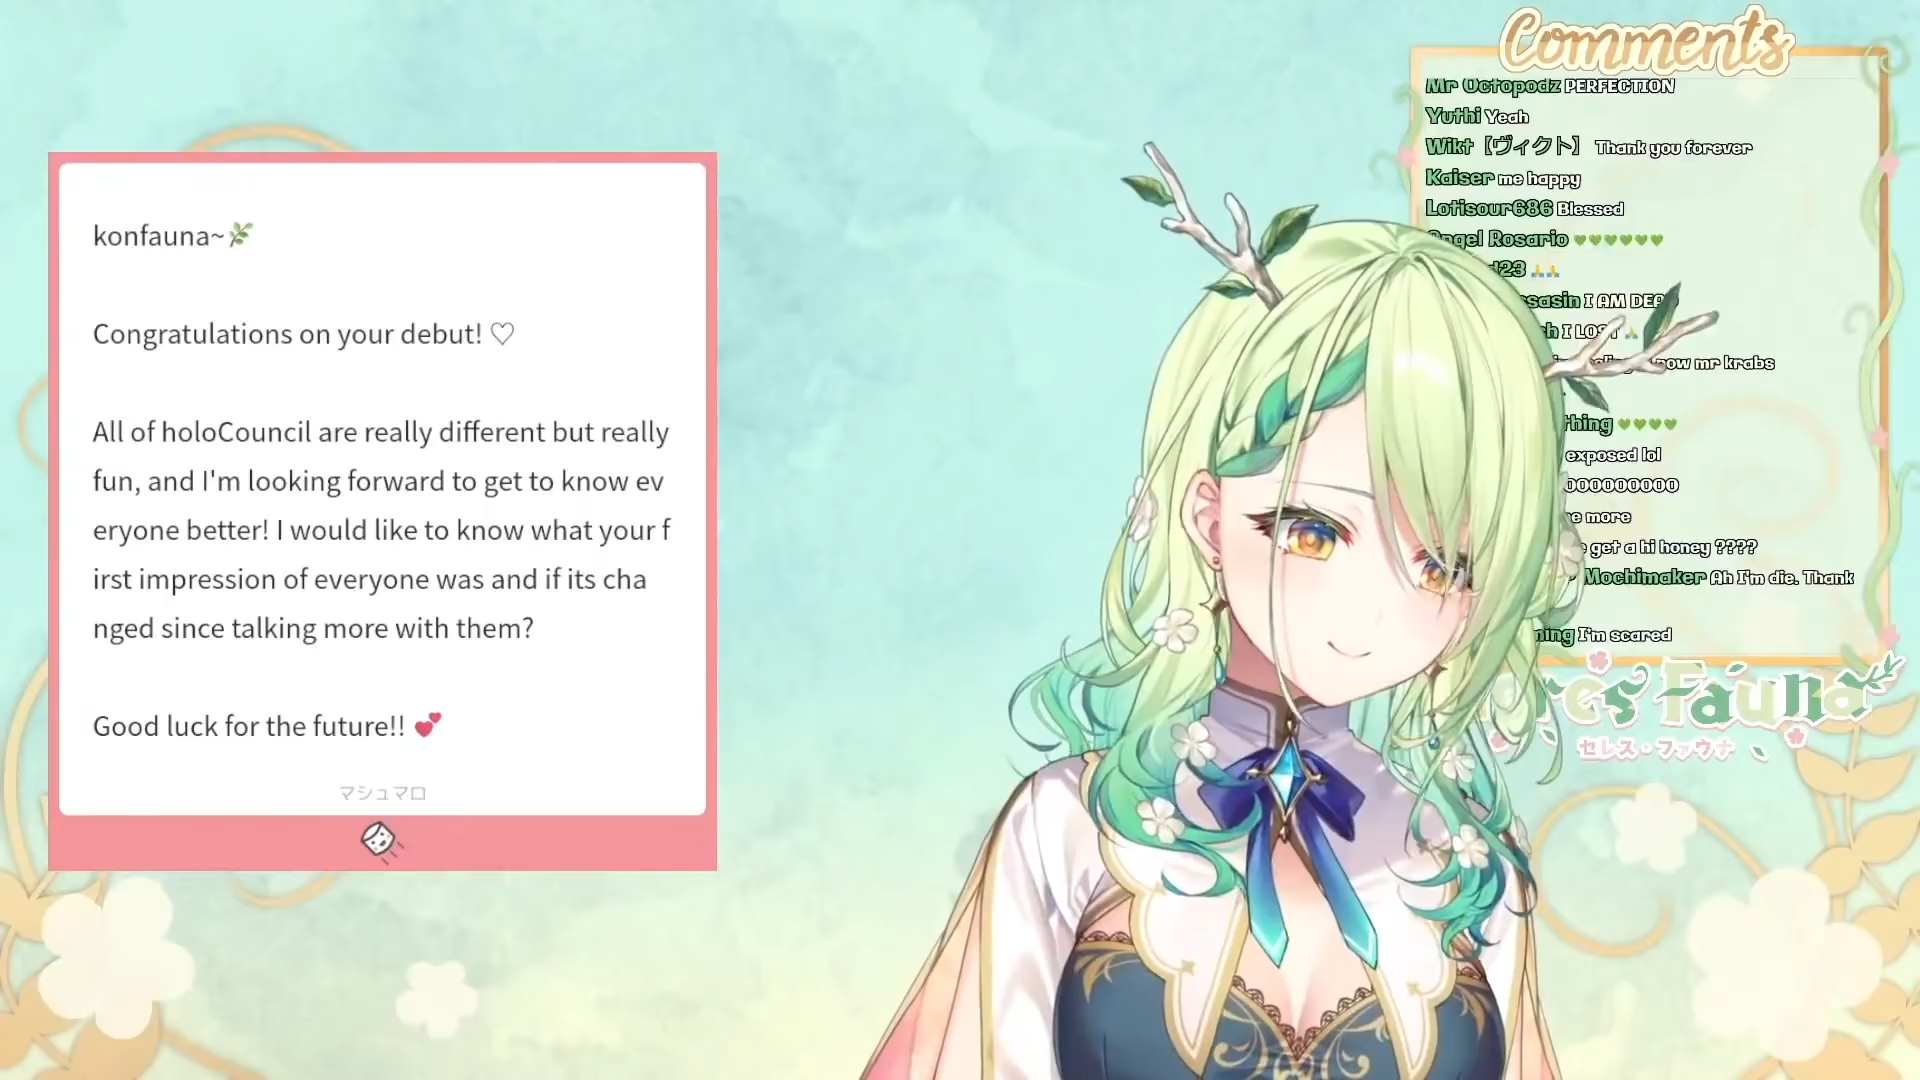 konfauna~🌿
Congratulations on your debut! ♡
All of holoCouncil are really different but really
fun, and I'm looking forward to get to know ev
eryone better! I would like to know what your f
irst impression of everyone was and if its cha
nged since talking more with them?
Good luck for the future!! 💕
マシュマロ
Comments
Mr Octopodz PERFECTION
Yuthi Yeah
Wikt【ヴィクト】 Thank you forever
Kaiser me happy
Lotisour686 Blessed
Angel Rosario 💚💚💚💚💚💚
🙏🙏
I AM
I LOST 🙏
mr krabs
💚💚💚💚
exposed lol
more
get a hi honey ????
Mochimaker Ah I'm die. Thank
I'm scared
Fauna
セレス・ファウナ